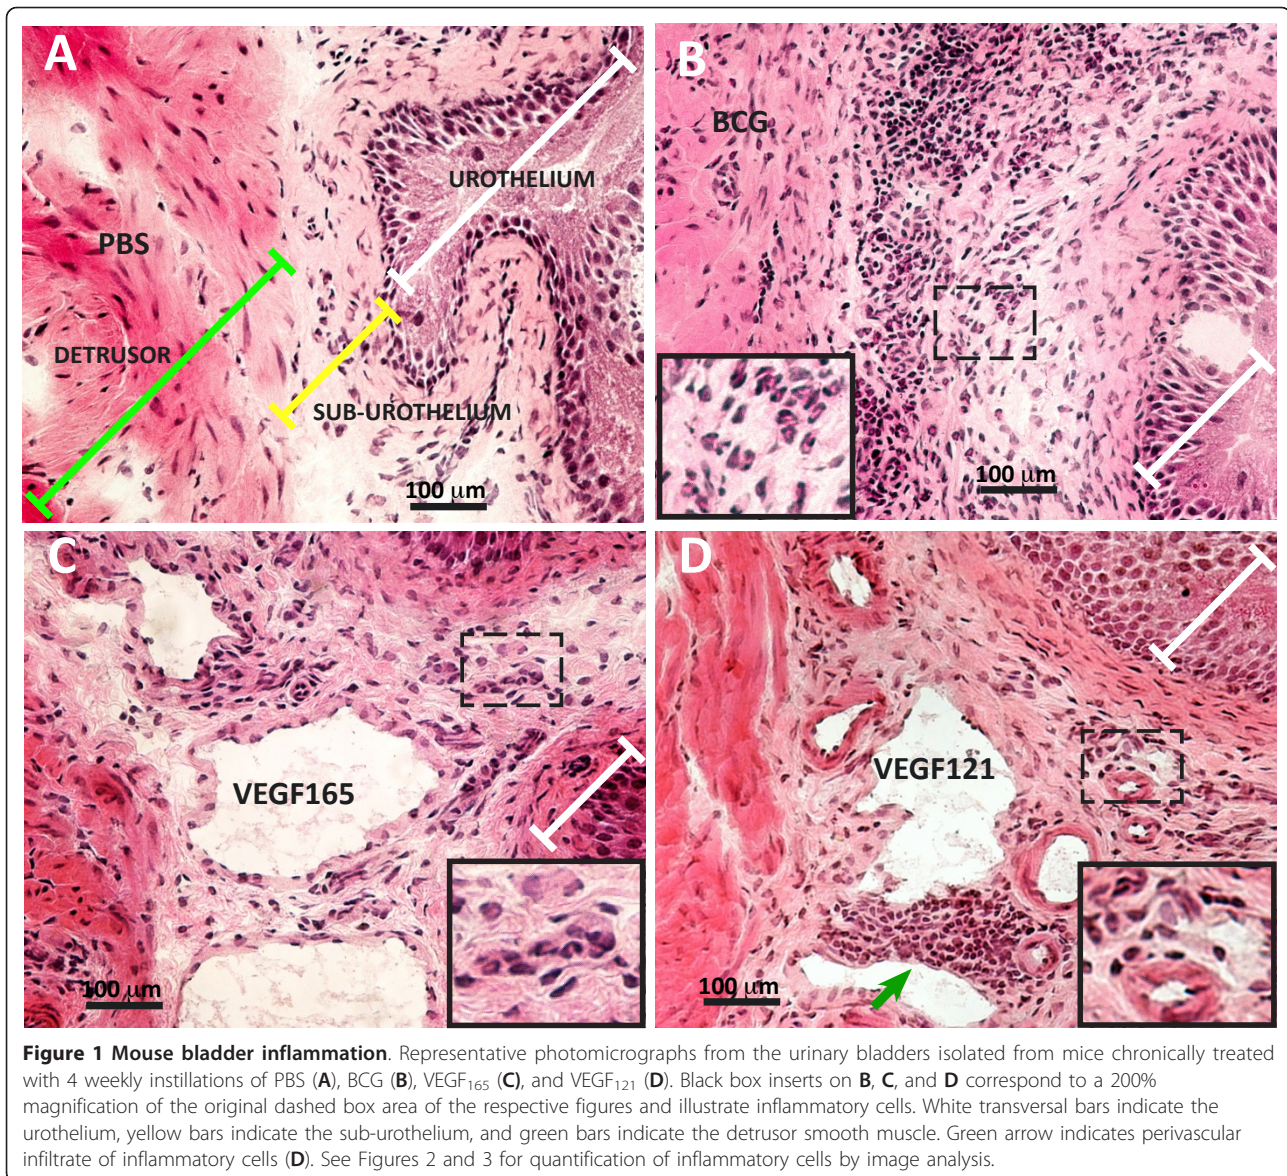 A
UROTHELIUM
PBS
DETRUSOR
SUB-UROTHELIUM
100 μm
B
BCG
100 μm
C
VEGF165
100 μm
D
VEGF121
100 μm
Figure 1 Mouse bladder inflammation. Representative photomicrographs from the urinary bladders isolated from mice chronically treated
with 4 weekly instillations of PBS (A), BCG (B), VEGF₁₆₅ (C), and VEGF₁₂₁ (D). Black box inserts on B, C, and D correspond to a 200%
magnification of the original dashed box area of the respective figures and illustrate inflammatory cells. White transversal bars indicate the
urothelium, yellow bars indicate the sub-urothelium, and green bars indicate the detrusor smooth muscle. Green arrow indicates perivascular
infiltrate of inflammatory cells (D). See Figures 2 and 3 for quantification of inflammatory cells by image analysis.